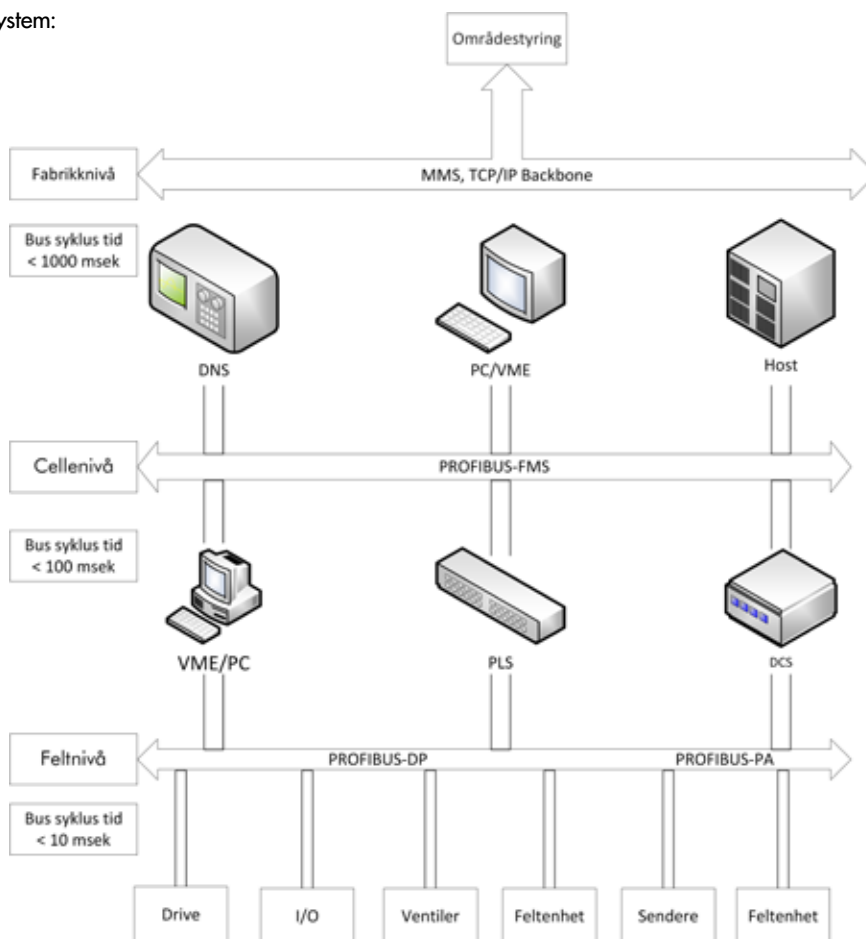 ystem:
Områdestyring
Fabrikknivå
MMS, TCP/IP Backbone
Bus syklus tid
< 1000 msek
DNS
PC/VME
Host
Cellenivå
PROFIBUS-FMS
Bus syklus tid
< 100 msek
VME/PC
PLS
DCS
Feltnivå
PROFIBUS-DP
PROFIBUS-PA
Bus syklus tid
< 10 msek
Drive
I/O
Ventiler
Feltenhet
Sendere
Feltenhet